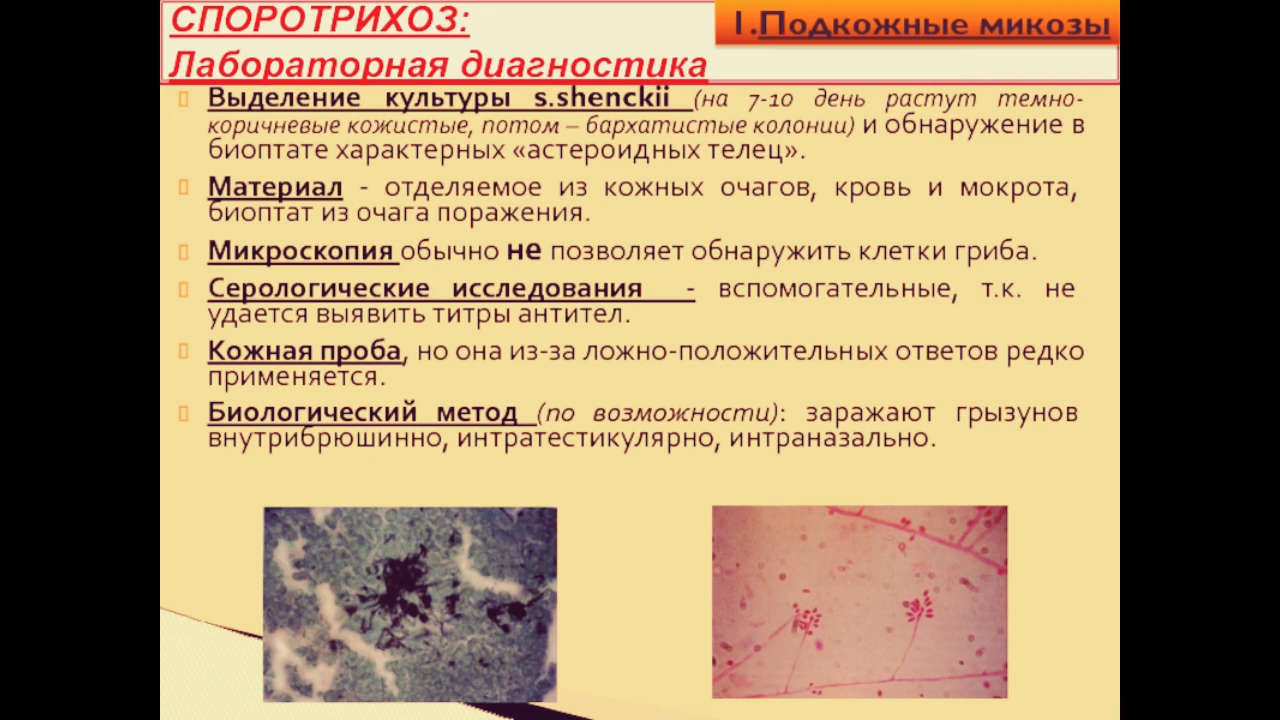 СПОРОТРИХОЗ:
1.Подкожные микозы
Лабораторная диагностика
Выделение культуры s.shenckii (на 7-10 день растут темно-
коричневые кожистые, потом – бархатистые колонии) и обнаружение в
биоптате характерных «астероидных телец».
Материал - отделяемое из кожных очагов, кровь и мокрота,
биоптат из очага поражения.
Микроскопия обычно не позволяет обнаружить клетки гриба.
Серологические исследования - вспомогательные, т.к. не
удается выявить титры антител.
Кожная проба, но она из-за ложно-положительных ответов редко
применяется.
Биологический метод (по возможности): заражают грызунов
внутрибрюшинно, интратестикулярно, интраназально.